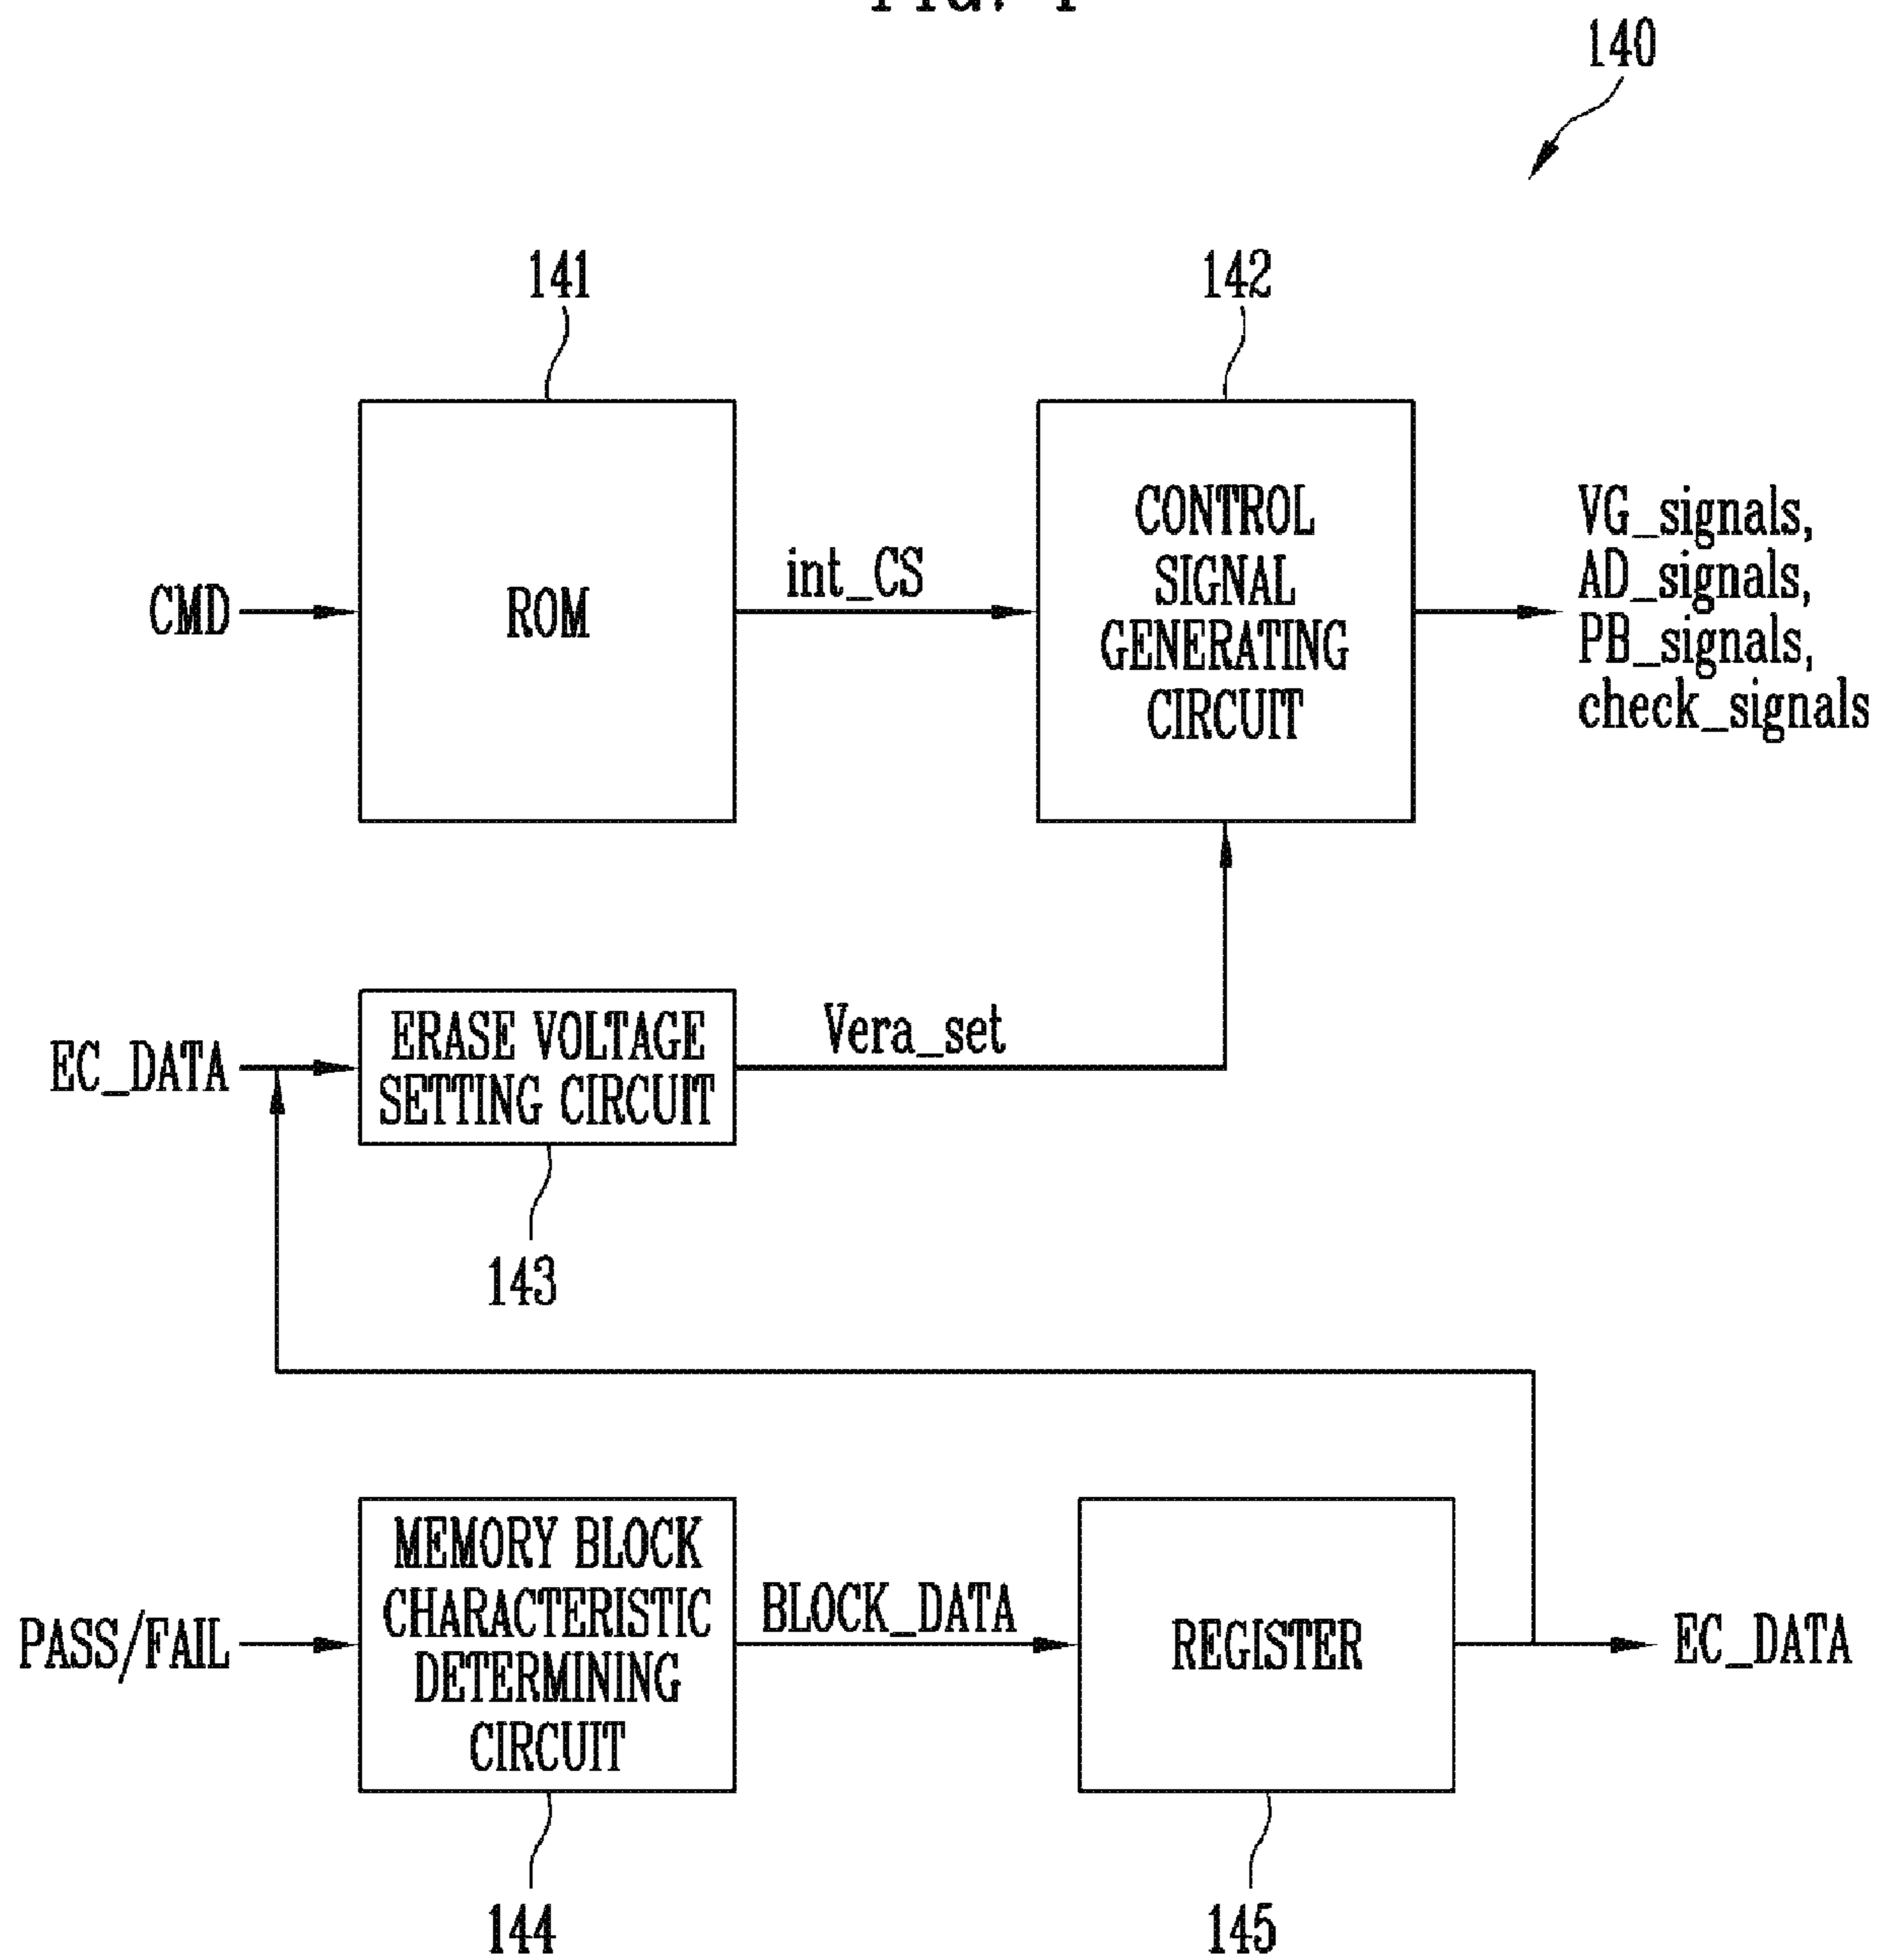 140
141
142
CMD
ROM
int_CS
CONTROL
SIGNAL
GENERATING
CIRCUIT
VG_signals,
AD_signals,
PB_signals,
check_signals
EC_DATA
ERASE VOLTAGE
SETTING CIRCUIT
Vera_set
143
PASS/FAIL
MEMORY BLOCK
CHARACTERISTIC
DETERMINING
CIRCUIT
BLOCK_DATA
REGISTER
EC_DATA
144
145